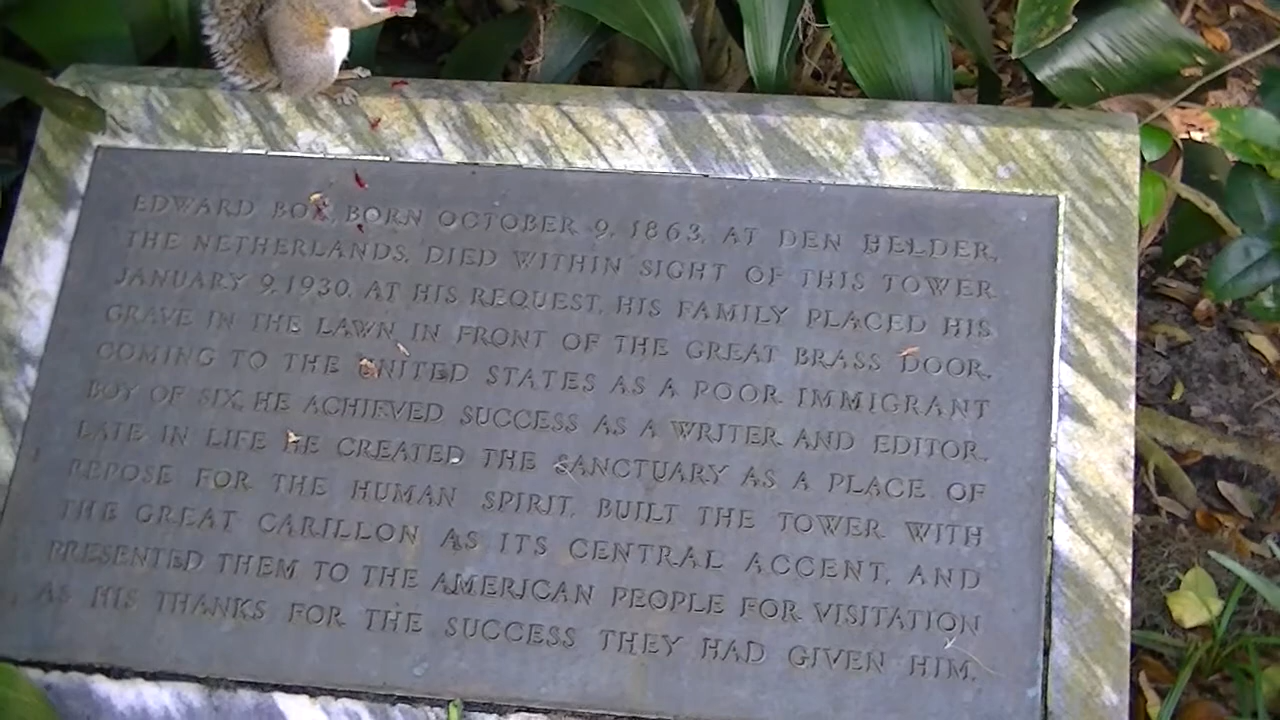 EDWARD BOK, BORN OCTOBER 9, 1863, AT DEN HELDER,
THE NETHERLANDS, DIED WITHIN SIGHT OF THIS TOWER
JANUARY 9, 1930. AT HIS REQUEST, HIS FAMILY PLACED HIS
GRAVE IN THE LAWN IN FRONT OF THE GREAT BRASS DOOR.
COMING TO THE UNITED STATES AS A POOR IMMIGRANT
BOY OF SIX, HE ACHIEVED SUCCESS AS A WRITER AND EDITOR.
LATE IN LIFE HE CREATED THE SANCTUARY AS A PLACE OF
REPOSE FOR THE HUMAN SPIRIT, BUILT THE TOWER WITH
THE GREAT CARILLON AS ITS CENTRAL ACCENT, AND
PRESENTED THEM TO THE AMERICAN PEOPLE FOR VISITATION
AS HIS THANKS FOR THE SUCCESS THEY HAD GIVEN HIM.